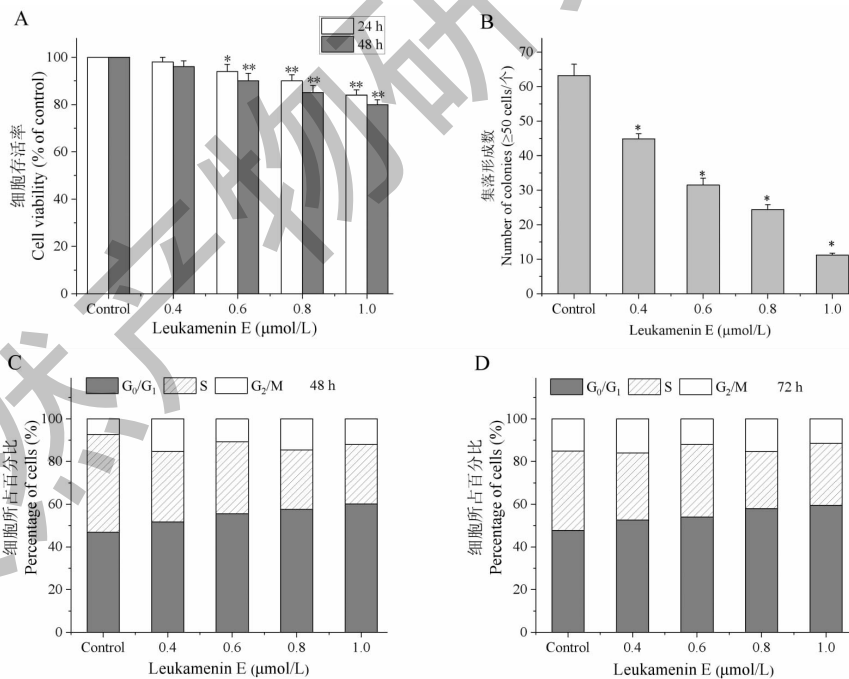 A
24 h
48 h
细胞存活率
Cell viability (% of control)
100
80
60
40
20
0
*
**
**
**
**
**
Control
0.4
0.6
0.8
1.0
Leukamenin E (μmol/L)
B
集落形成数
Number of colonies (≥50 cells/个)
70
60
50
40
30
20
10
0
*
*
*
*
Control
0.4
0.6
0.8
1.0
Leukamenin E (μmol/L)
C
G₀/G₁ S G₂/M 48 h
细胞所占百分比
Percentage of cells (%)
100
80
60
40
20
0
Control
0.4
0.6
0.8
1.0
Leukamenin E (μmol/L)
D
G₀/G₁ S G₂/M 72 h
细胞所占百分比
Percentage of cells (%)
100
80
60
40
20
0
Control
0.4
0.6
0.8
1.0
Leukamenin E (μmol/L)
然产物研